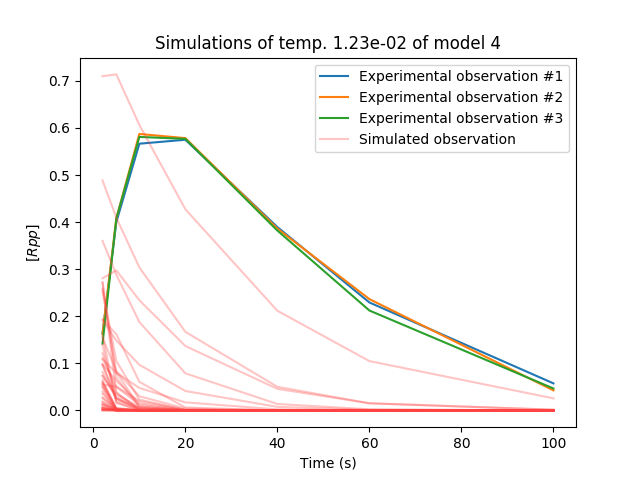 Simulations of temp. 1.23e-02 of model 4
Experimental observation #1
Experimental observation #2
Experimental observation #3
Simulated observation
[Rpp]
0.7
0.6
0.5
0.4
0.3
0.2
0.1
0.0
0 20 40 60 80 100
Time (s)